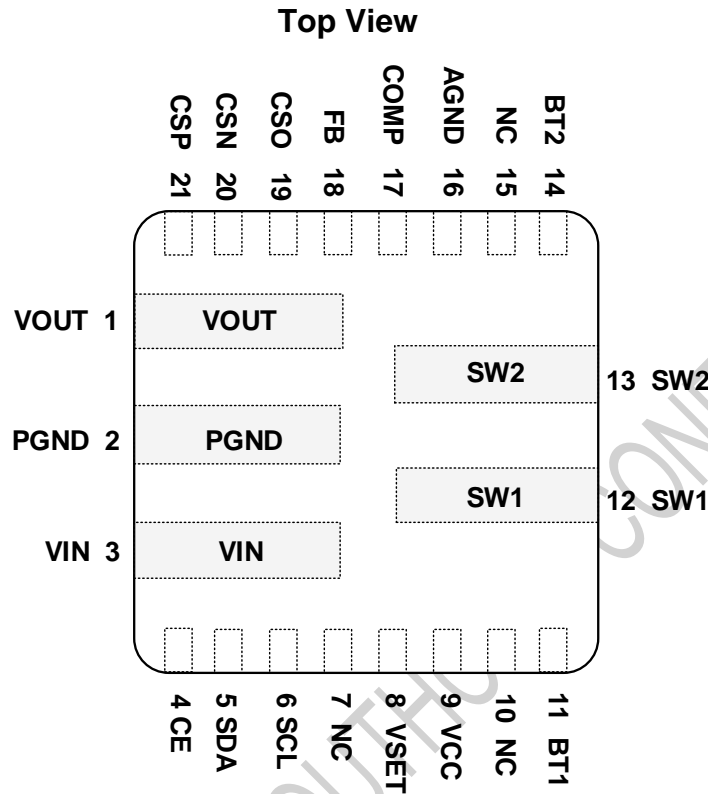 Top View
CSP 21
CSN 20
CSO 19
FB 18
COMP 17
AGND 16
NC 15
BT2 14
VOUT 1
VOUT
SW2
13 SW2
PGND 2
PGND
SW1
12 SW1
VIN 3
VIN
4 CE
5 SDA
6 SCL
7 NC
8 VSET
9 VCC
10 NC
11 BT1